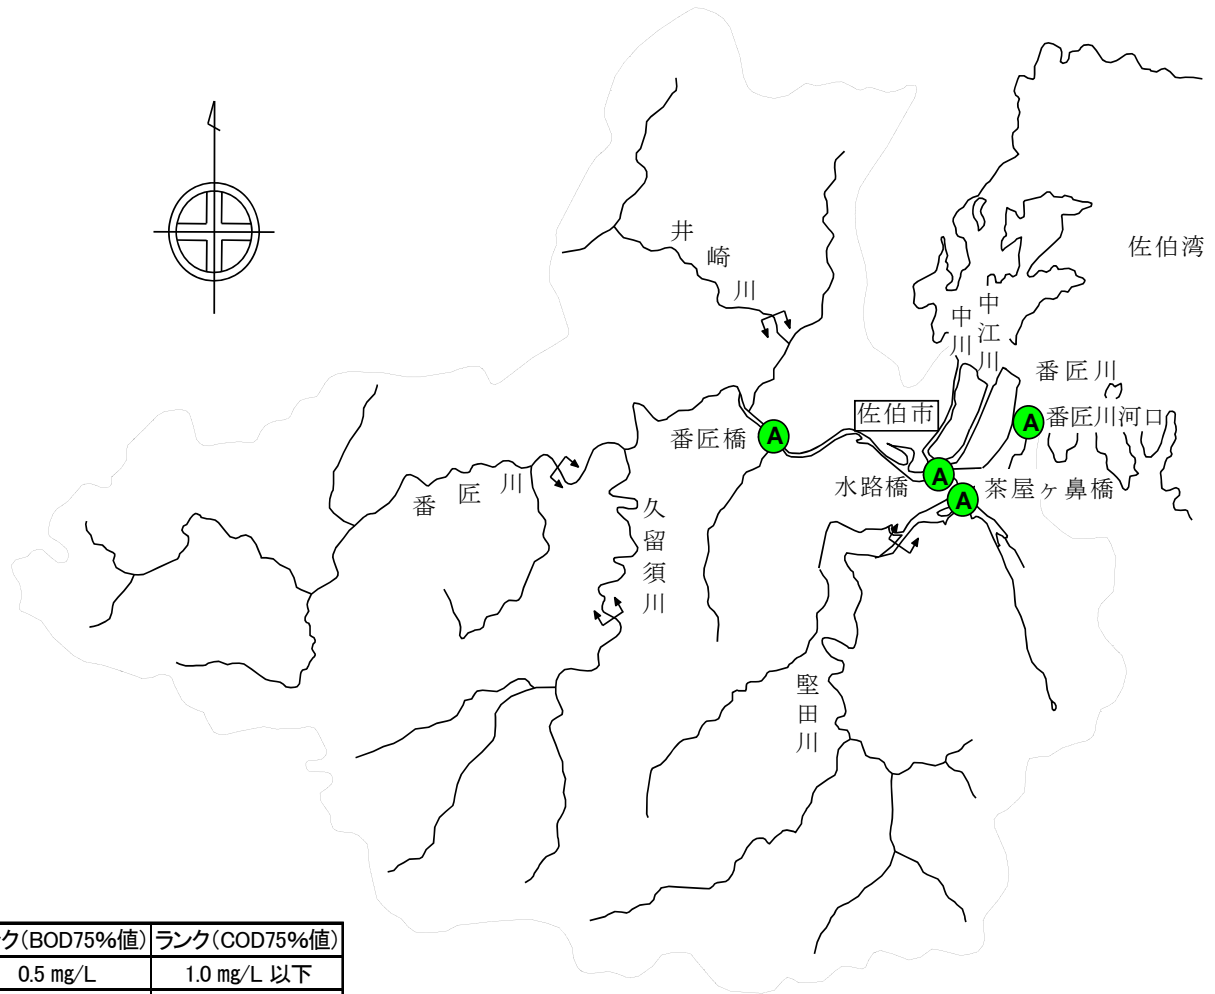 井崎川
佐伯湾
中川
中江川
番匠川
佐伯市
A
番匠川河口
番匠橋
A
A
水路橋
A
茶屋ヶ鼻橋
番匠川
久留須川
堅田川
ク(BOD75%値) ランク(COD75%値)
0.5 mg/L 1.0 mg/L 以下